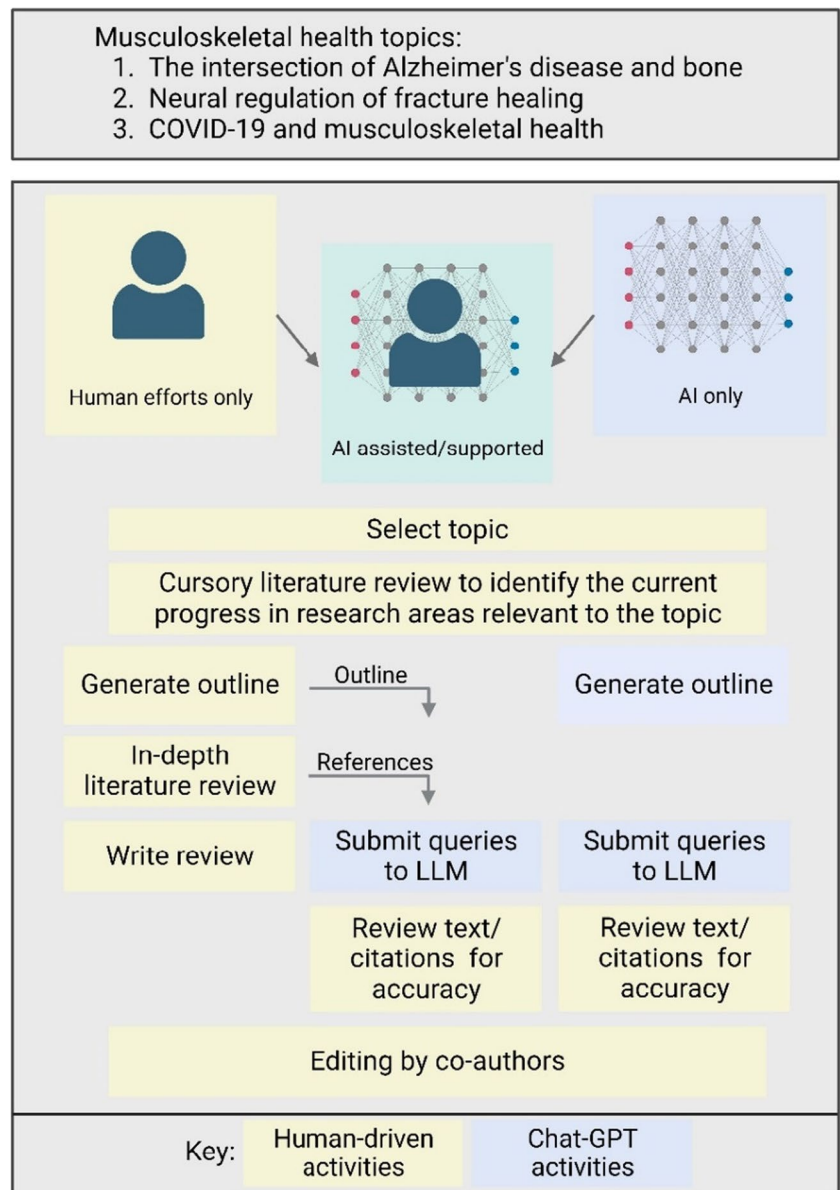 Musculoskeletal health topics:
1. The intersection of Alzheimer's disease and bone
2. Neural regulation of fracture healing
3. COVID-19 and musculoskeletal health
Human efforts only
AI assisted/supported
AI only
Select topic
Cursory literature review to identify the current
progress in research areas relevant to the topic
Generate outline
Outline
Generate outline
In-depth
literature review
References
Write review
Submit queries
to LLM
Submit queries
to LLM
Review text/
citations for
accuracy
Review text/
citations for
accuracy
Editing by co-authors
Key:
Human-driven
activities
Chat-GPT
activities